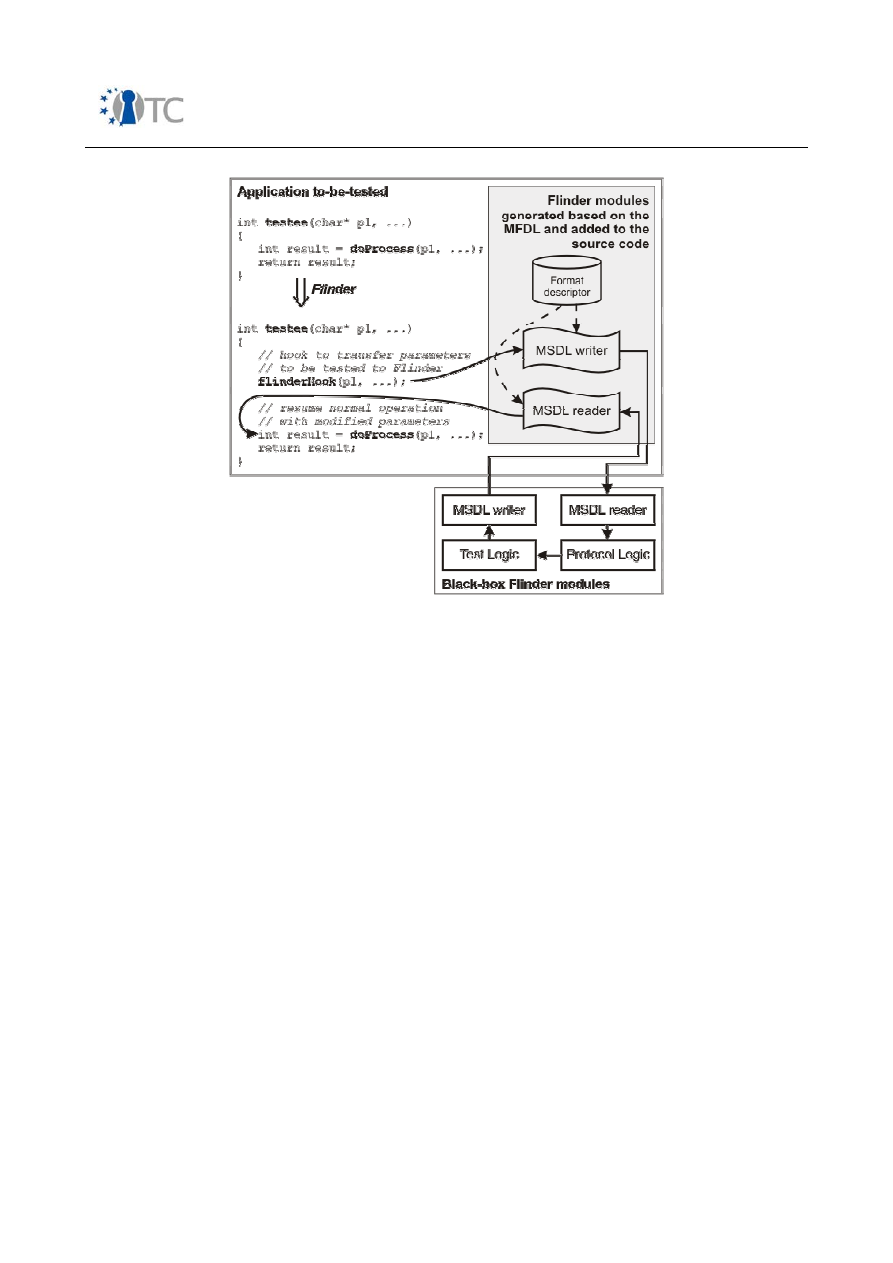 TC
Application to-be-tested
int testee(char* p1, ...)
{
int result = doProcess(p1, ...);
return result;
}
Flinder
int testee(char* p1, ...)
{
// hook to transfer parameters
// to be tested to Flinder
flinderHook(p1, ...);
// resume normal operation
// with modified parameters
int result = doProcess(p1, ...);
return result;
}
Flinder modules
generated based on the
MFDL and added to the
source code
Format
descriptor
MSDL writer
MSDL reader
MSDL writer
MSDL reader
Test Logic
Protocol Logic
Black-box Flinder modules